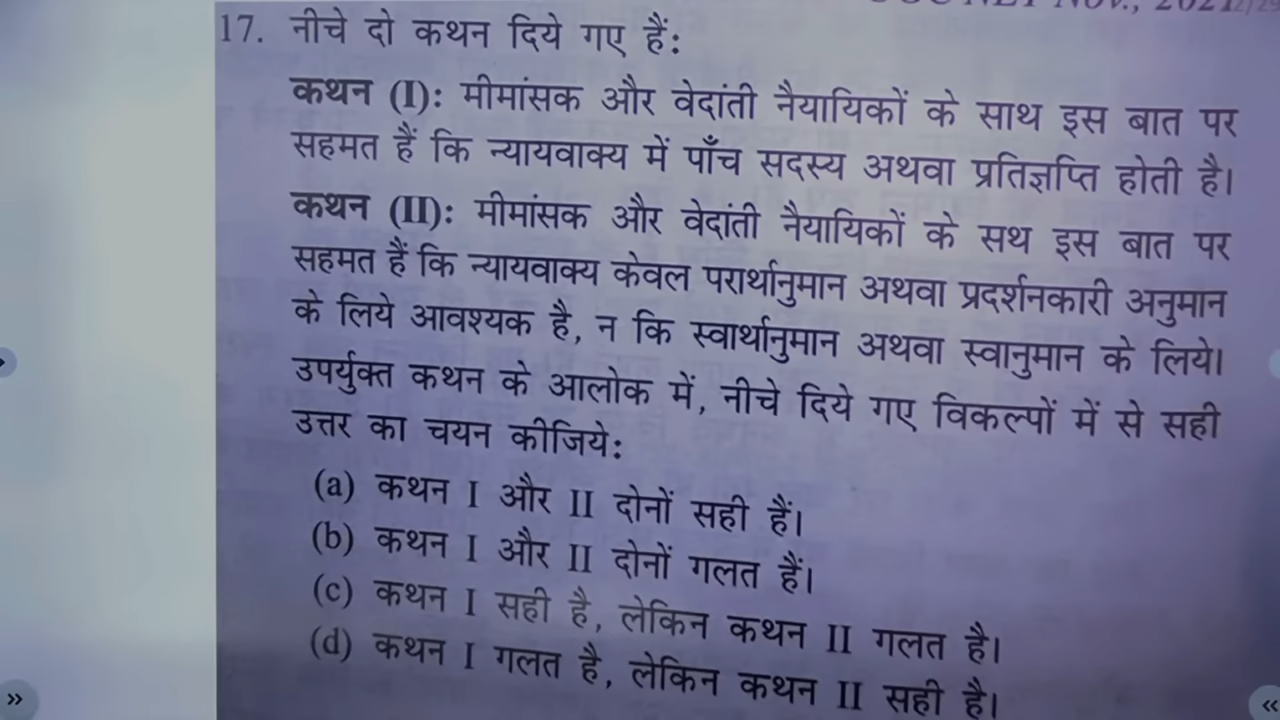 17. नीचे दो कथन दिये गए हैं:
कथन (I): मीमांसक और वेदांती नैयायिकों के साथ इस बात पर
सहमत हैं कि न्यायवाक्य में पाँच सदस्य अथवा प्रतिज्ञप्ति होती है।
कथन (II): मीमांसक और वेदांती नैयायिकों के सथ इस बात पर
सहमत हैं कि न्यायवाक्य केवल परार्थानुमान अथवा प्रदर्शनकारी अनुमान
के लिये आवश्यक है, न कि स्वार्थानुमान अथवा स्वानुमान के लिये।
उपर्युक्त कथन के आलोक में, नीचे दिये गए विकल्पों में से सही
उत्तर का चयन कीजिये:
(a) कथन I और II दोनों सही हैं।
(b) कथन I और II दोनों गलत हैं।
(c) कथन I सही है, लेकिन कथन II गलत है।
(d) कथन I गलत है, लेकिन कथन II सही है।